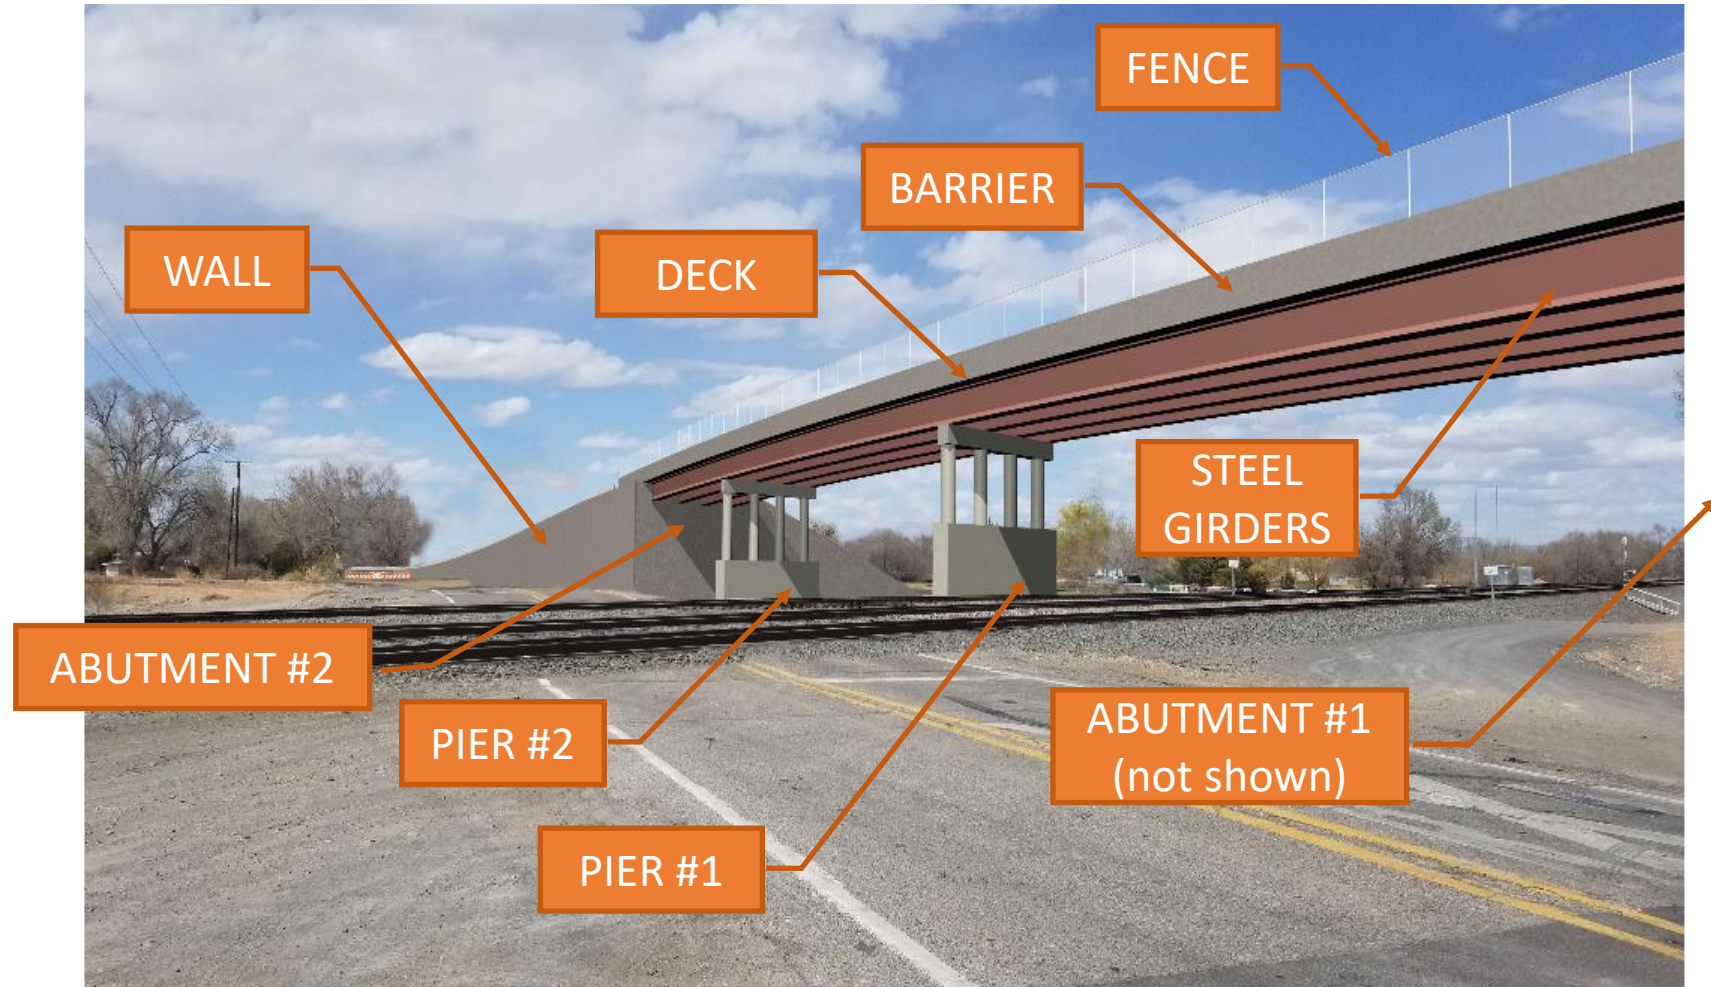 FENCE
BARRIER
WALL
DECK
STEEL
GIRDERS
ABUTMENT #2
PIER #2
ABUTMENT #1
(not shown)
PIER #1